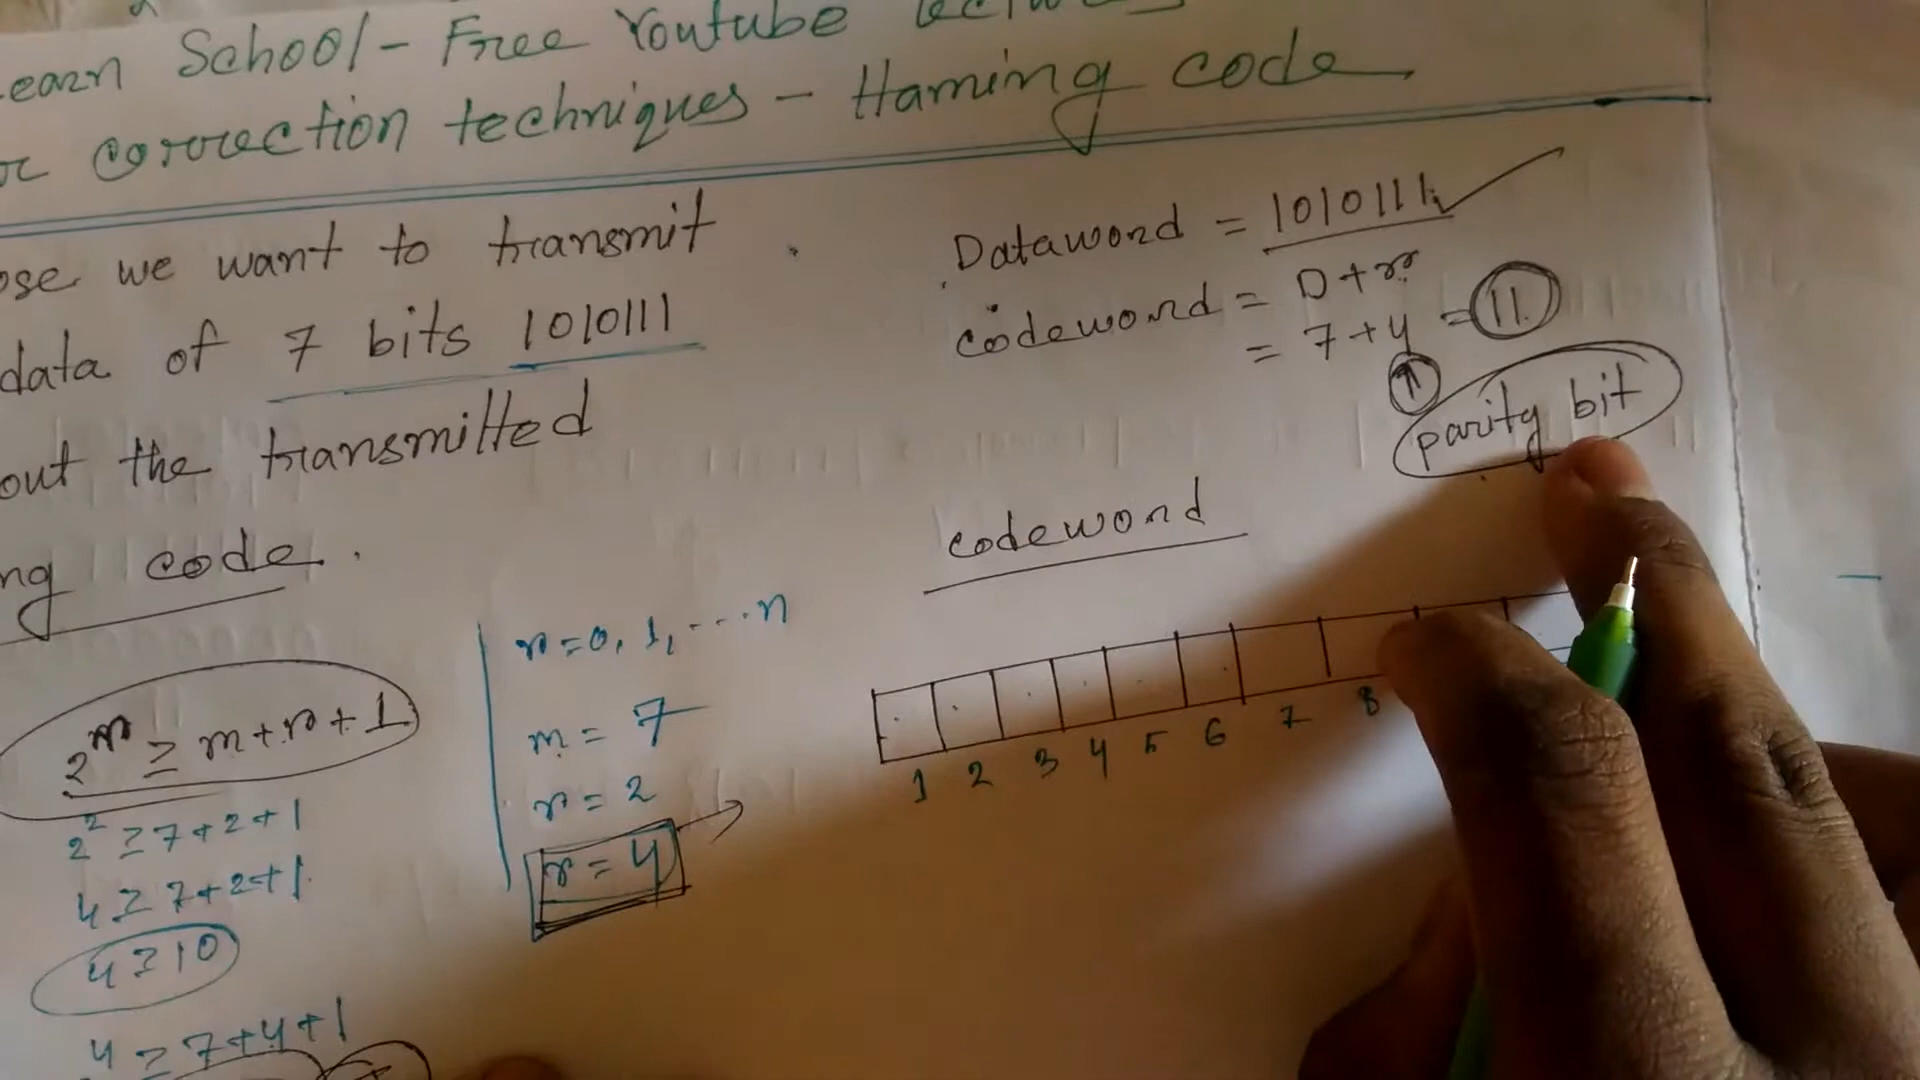 earn School - Free Youtube
correction techniques - Haming code
we want to transmit
data of 7 bits 1010111
out the transmitted
ng code.
2^r ≥ m+r+1
2^2 ≥ 7+2+1
4 ≥ 7+2+1
4 ≥ 10
4 ≥ 7+4+1
r = 0, 1, ... n
m = 7
r = 2
r = 4
Dataword = 1010111
codeword = D+r
= 7+4 = 11
parity bit
codeword
1 2 3 4 5 6 7 8